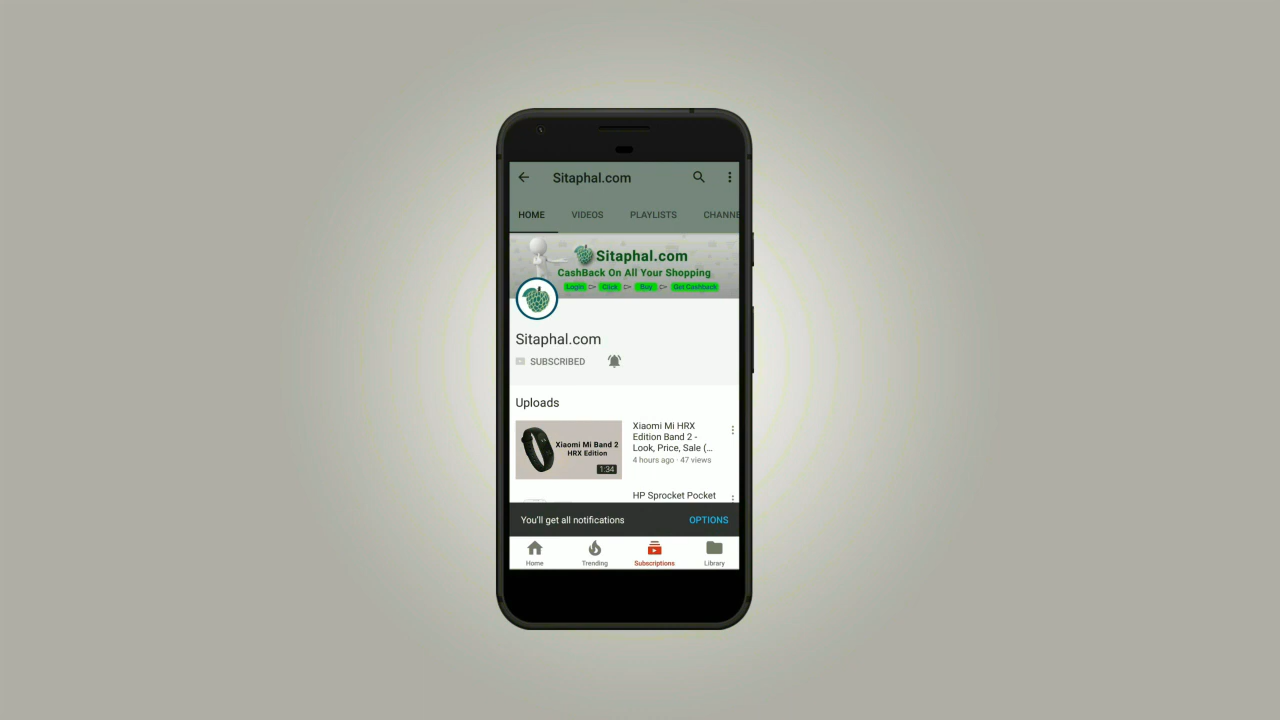 Sitaphal.com
HOME VIDEOS PLAYLISTS CHANNE
Sitaphal.com
CashBack On All Your Shopping
Login Click Buy Get Cashback
Sitaphal.com
SUBSCRIBED
Uploads
Xiaomi Mi Band 2
HRX Edition
1:34
Xiaomi Mi HRX
Edition Band 2 -
Look, Price, Sale (...
4 hours ago · 47 views
HP Sprocket Pocket
You'll get all notifications OPTIONS
Home Trending Subscriptions Library